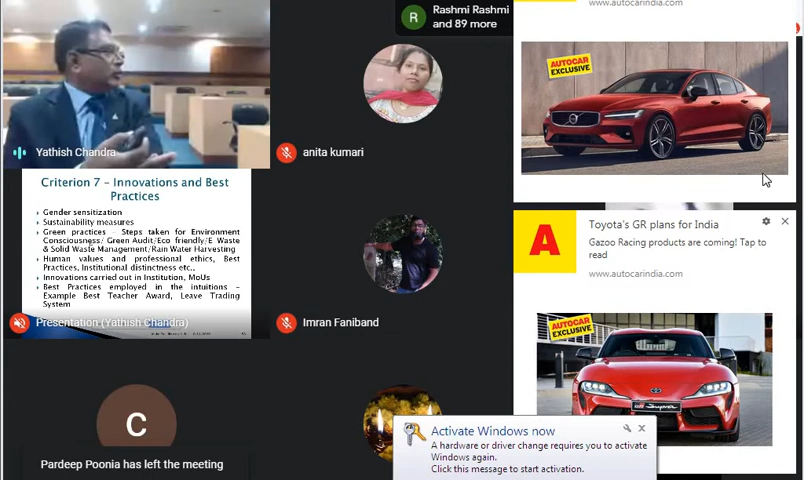 Rashmi Rashmi
R
and 89 more
www.autocarindia.com
AUTOCAR
EXCLUSIVE
Yathish Chandra
anita kumari
Criterion 7 – Innovations and Best
Practices
Gender sensitization
Sustainability measures
Green practices – Steps taken for Environment
Consciousness/ Green Audit/Eco friendly/E Waste
& Solid Waste Management/Rain Water Harvesting
Human values and professional ethics, Best
Practices, Institutional distinctness etc.,
Innovations carried out in Institution, MoUs
Best Practices employed in the intuitions –
Example Best Teacher Award, Leave Trading
System
Presentation (Yathish Chandra)
Imran Faniband
A
Toyota's GR plans for India
Gazoo Racing products are coming! Tap to
read
www.autocarindia.com
AUTOCAR
EXCLUSIVE
GR Supra
C
Pardeep Poonia has left the meeting
Activate Windows now
A hardware or driver change requires you to activate
Windows again.
Click this message to start activation.